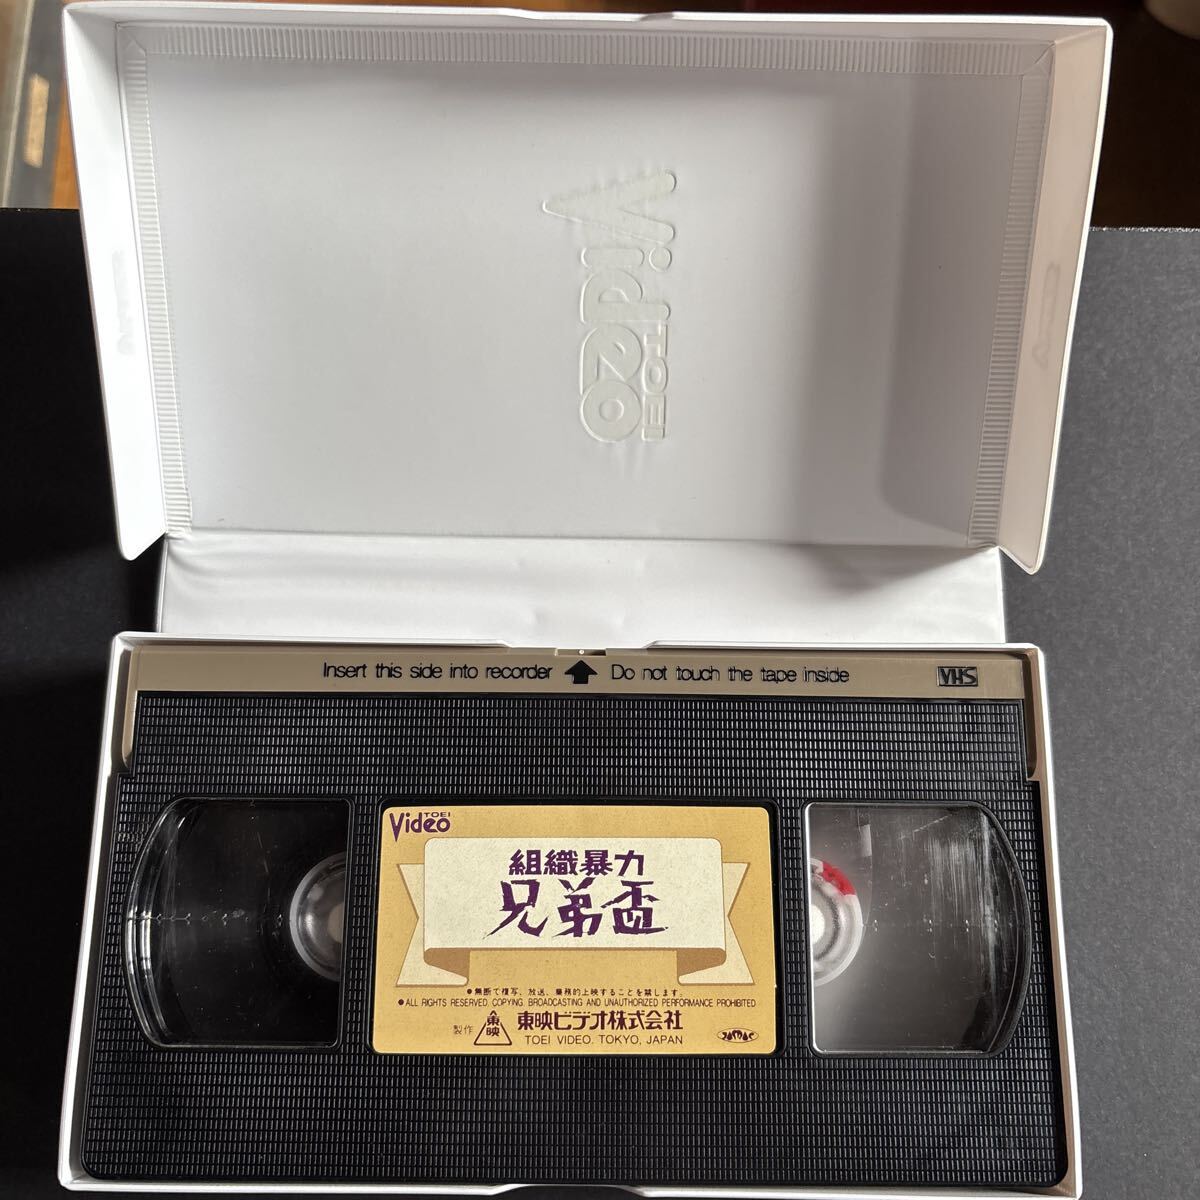 Video
TOEI
Insert this side into recorder Do not touch the tape inside VHS
TOEI
Video
組織暴力
兄弟盃
●無断で複写、放送、業務的上映することを禁じます。
●ALL RIGHTS RESERVED. COPYING, BROADCASTING AND UNAUTHORIZED PERFORMANCE PROHIBITED
製作 東映 東映ビデオ株式会社
TOEI VIDEO. TOKYO, JAPAN